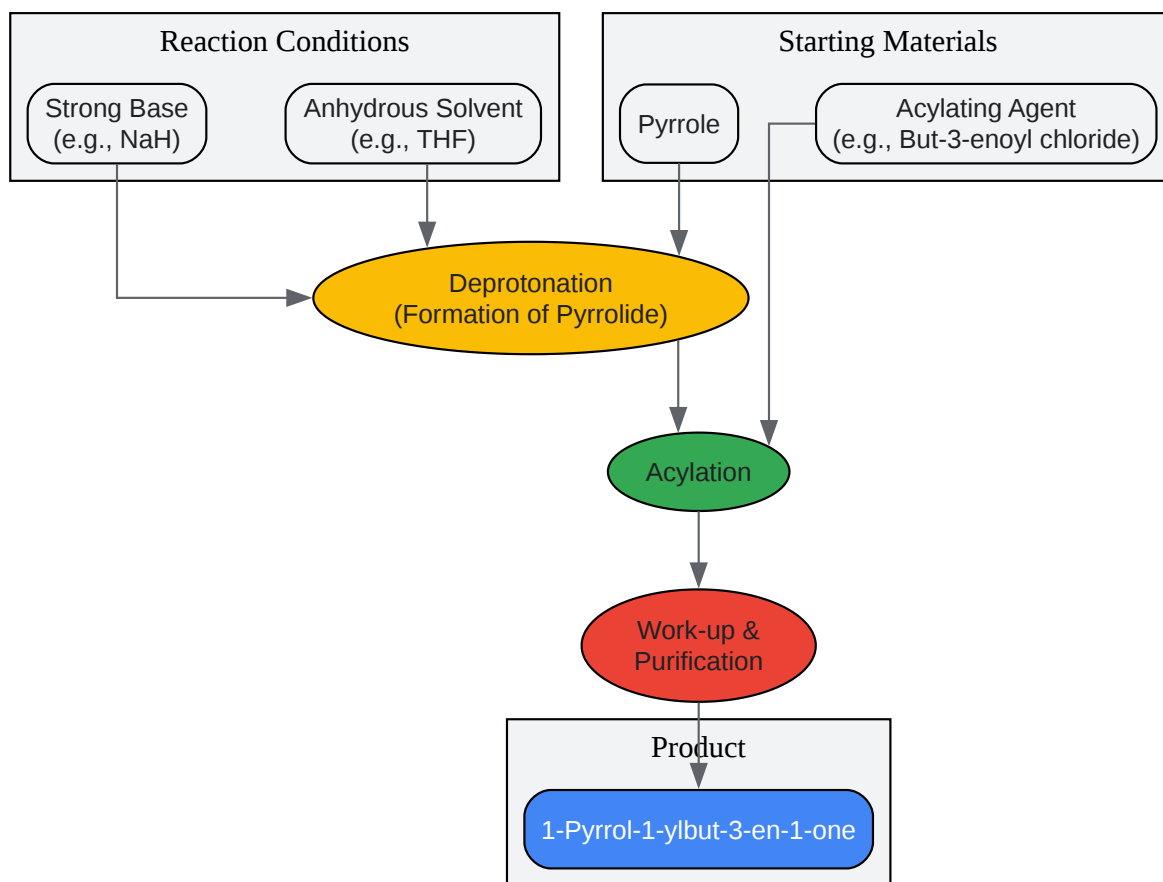 Reaction Conditions
Strong Base
(e.g., NaH)
Anhydrous Solvent
(e.g., THF)
Starting Materials
Pyrrole
Acylating Agent
(e.g., But-3-enoyl chloride)
Deprotonation
(Formation of Pyrrolide)
Acylation
Work-up &
Purification
Product
1-Pyrrol-1-ylbut-3-en-1-one